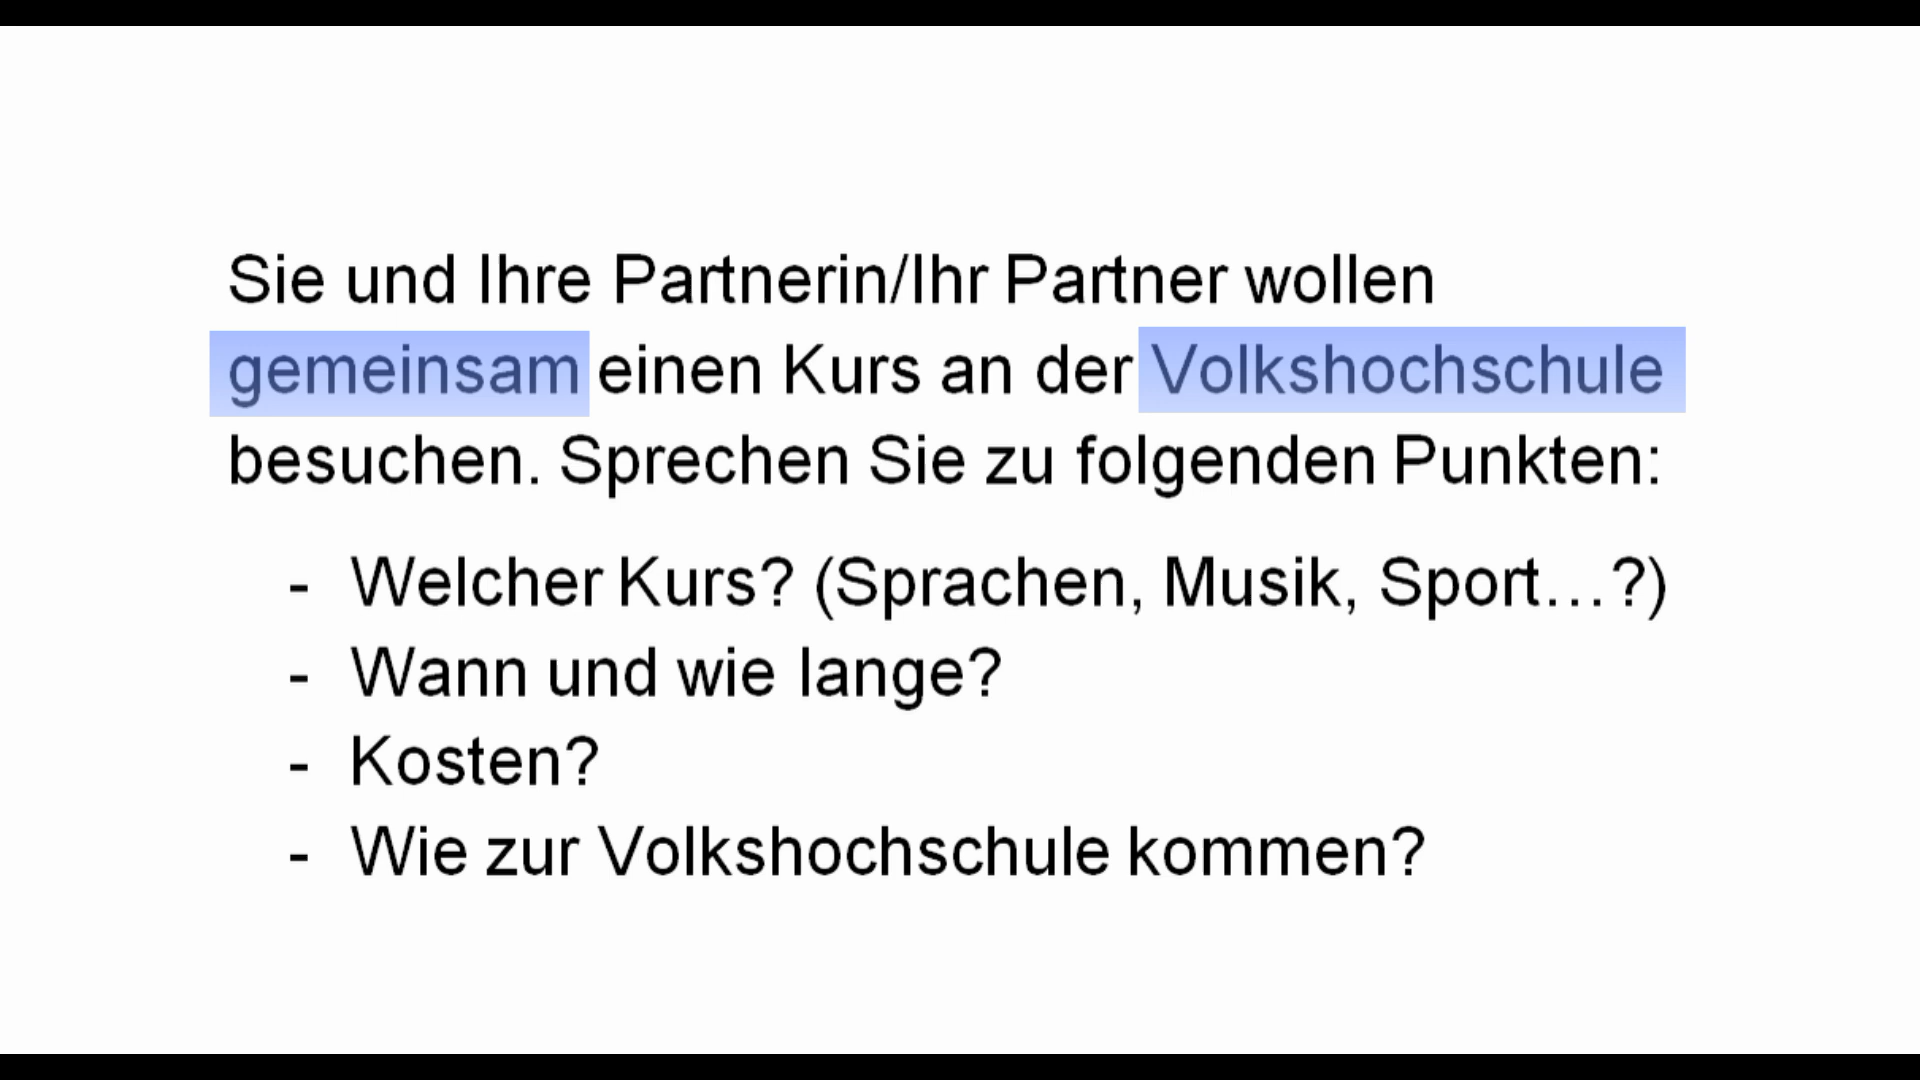 Sie und Ihre Partnerin/Ihr Partner wollen
gemeinsam einen Kurs an der Volkshochschule
besuchen. Sprechen Sie zu folgenden Punkten:
- Welcher Kurs? (Sprachen, Musik, Sport…?)
- Wann und wie lange?
- Kosten?
- Wie zur Volkshochschule kommen?